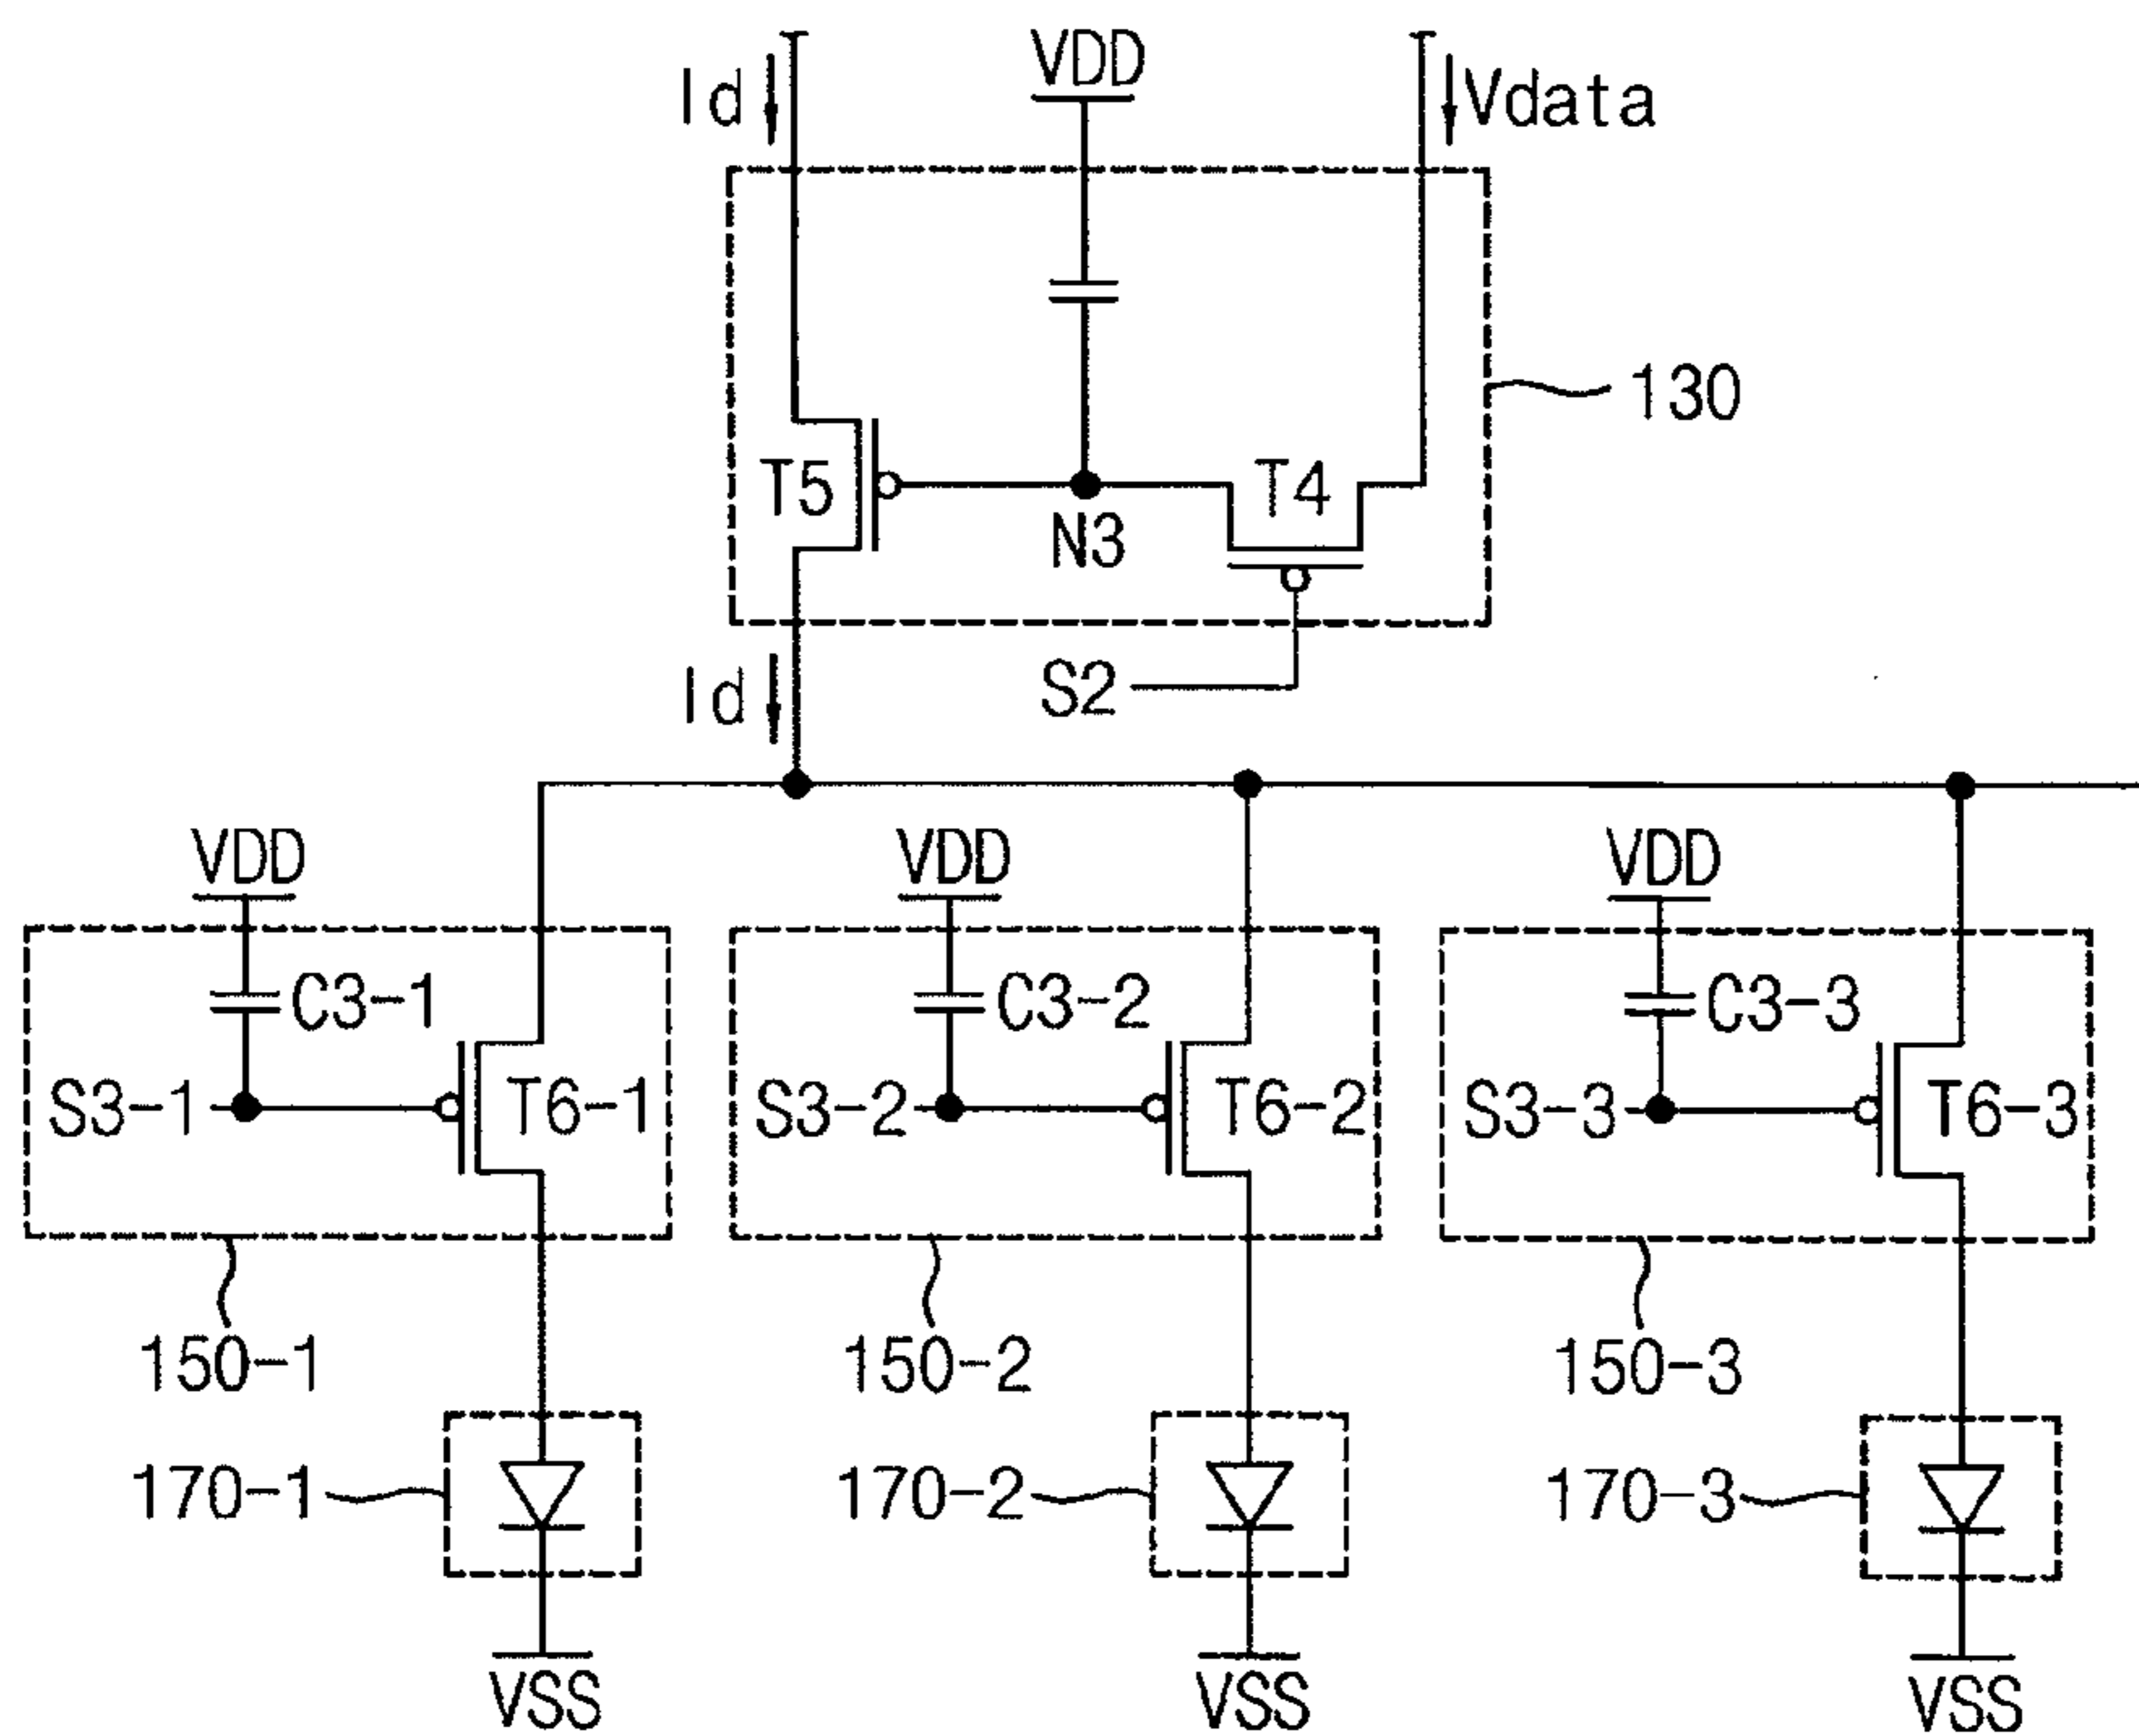 Id
VDD
Vdata
130
T5
T4
N3
S2
Id
VDD
VDD
VDD
C3-1
C3-2
C3-3
S3-1
T6-1
S3-2
T6-2
S3-3
T6-3
150-1
150-2
150-3
170-1
170-2
170-3
VSS
VSS
VSS